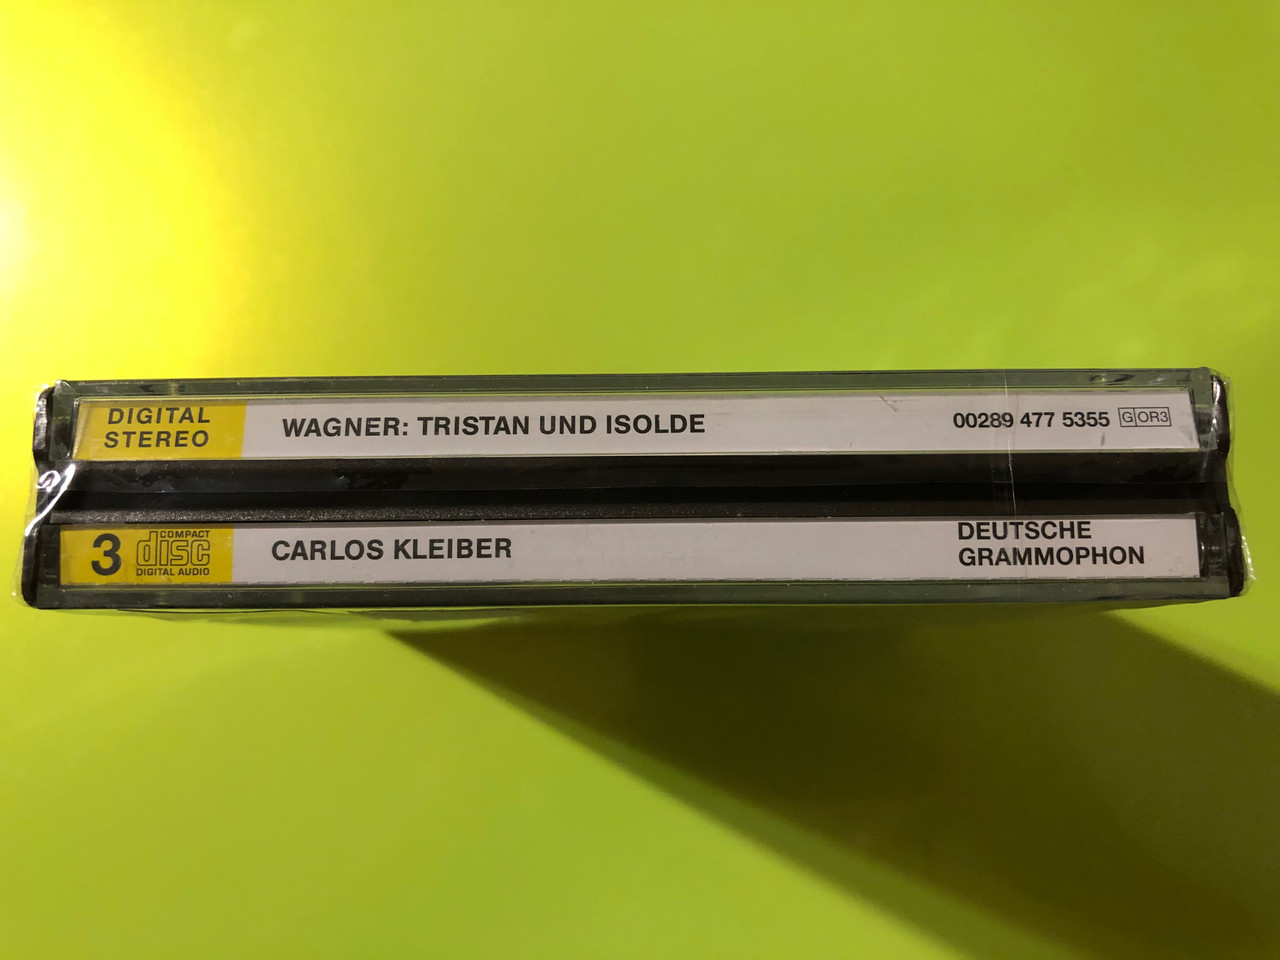 DIGITAL
STEREO
WAGNER: TRISTAN UND ISOLDE
00289 477 5355 G OR3
3
COMPACT
disc
DIGITAL AUDIO
CARLOS KLEIBER
DEUTSCHE
GRAMMOPHON